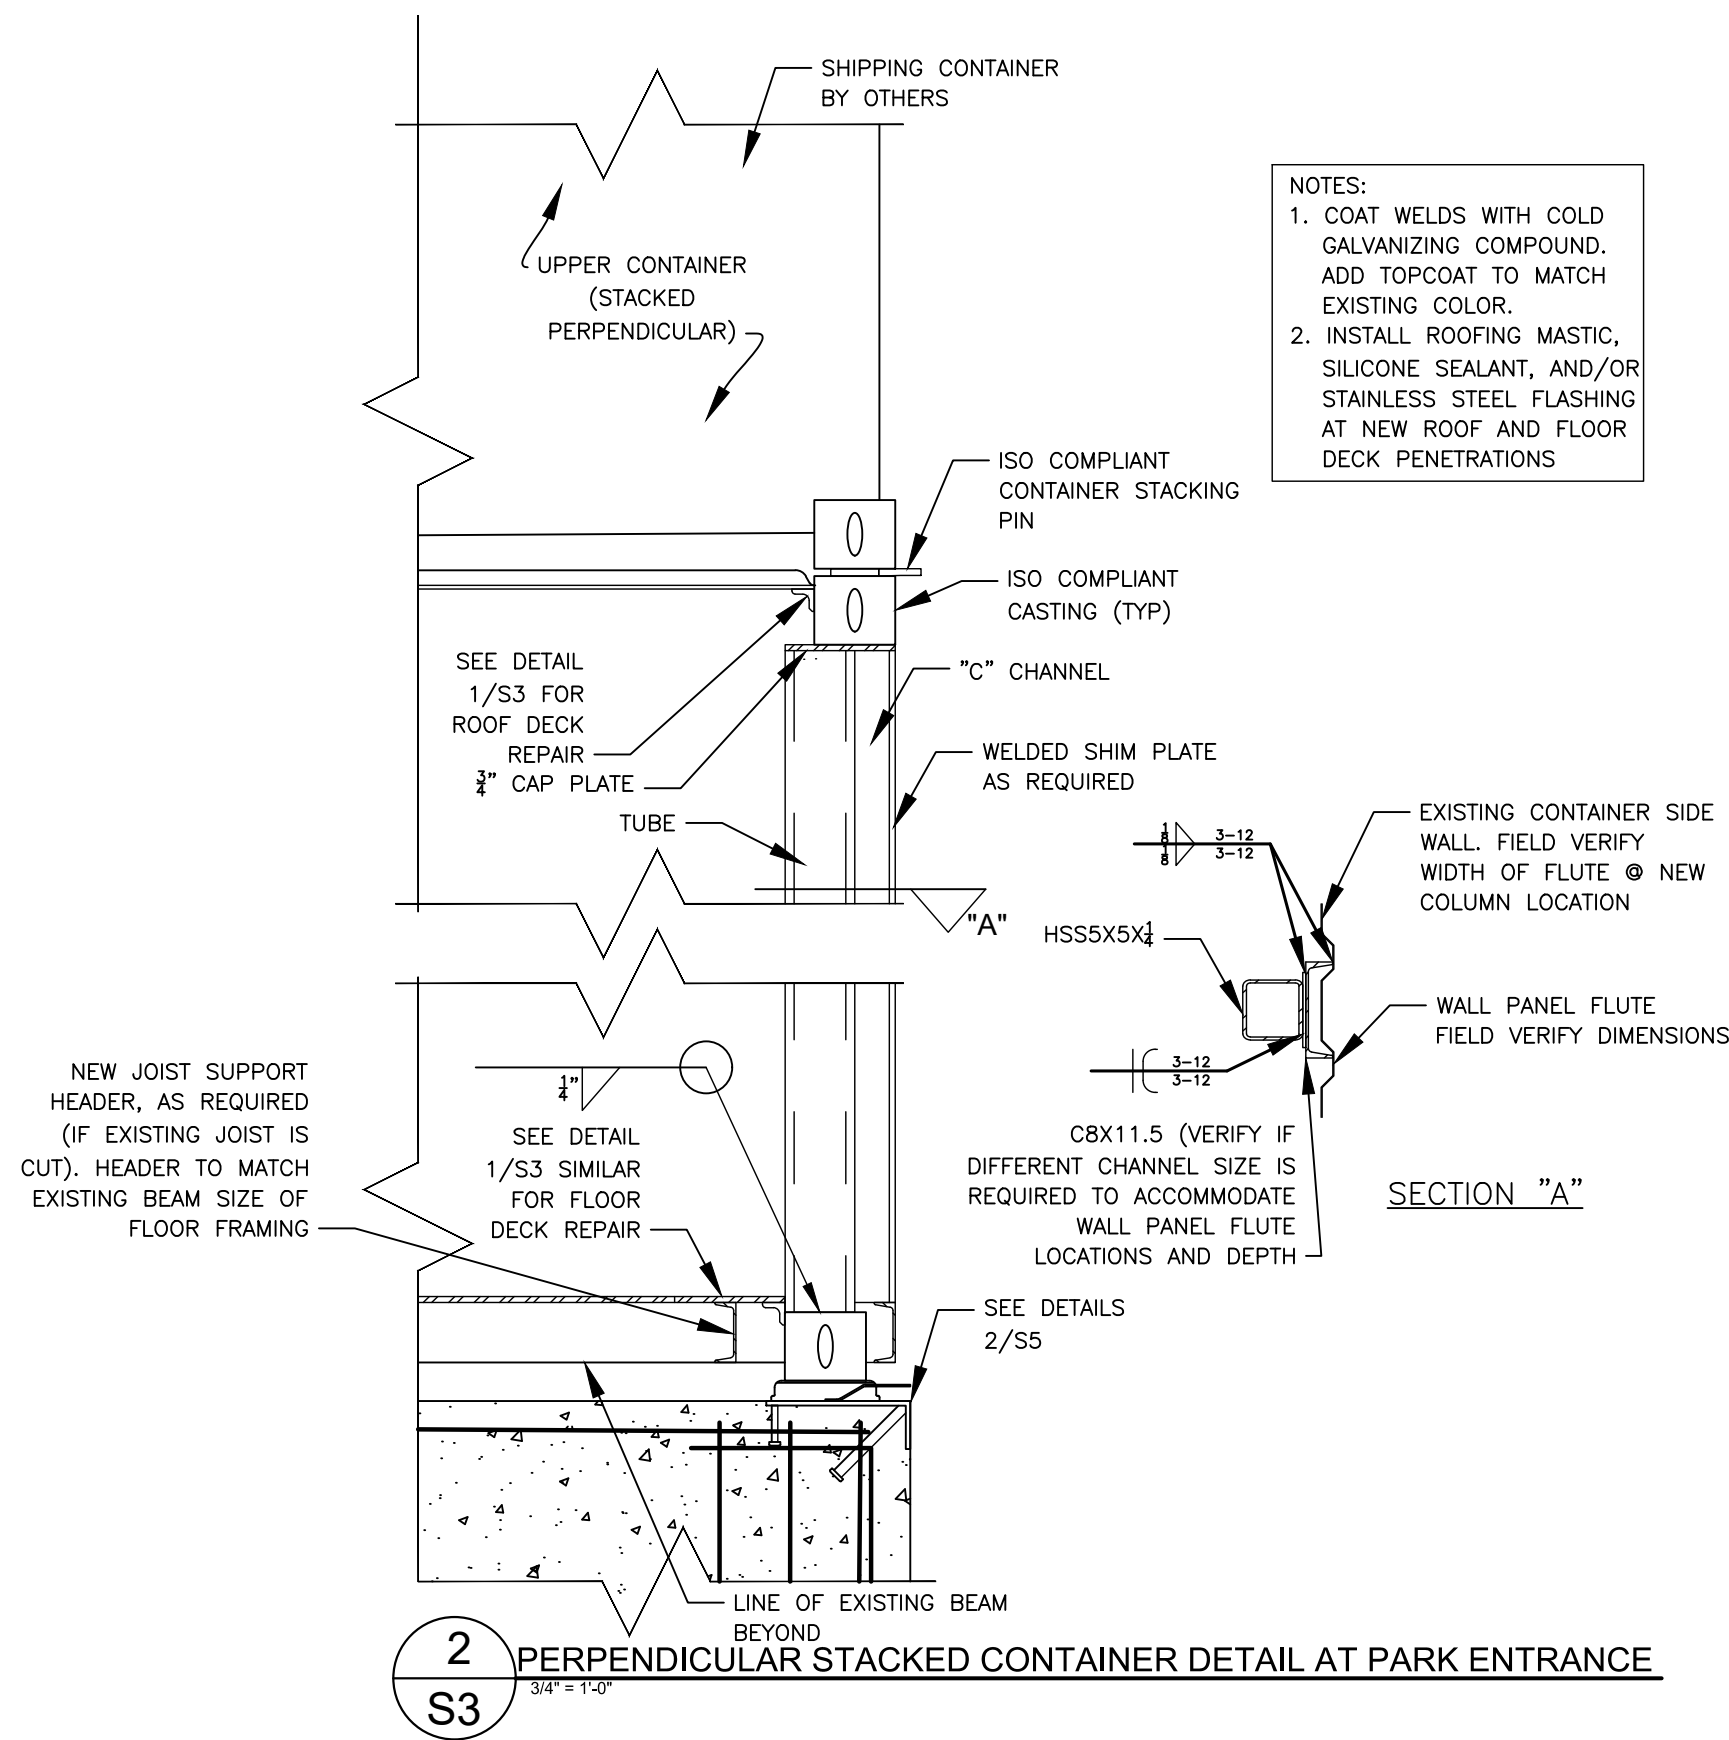 SHIPPING CONTAINER
BY OTHERS
UPPER CONTAINER
(STACKED
PERPENDICULAR)
NOTES:
1. COAT WELDS WITH COLD
GALVANIZING COMPOUND.
ADD TOPCOAT TO MATCH
EXISTING COLOR.
2. INSTALL ROOFING MASTIC,
SILICONE SEALANT, AND/OR
STAINLESS STEEL FLASHING
AT NEW ROOF AND FLOOR
DECK PENETRATIONS
ISO COMPLIANT
CONTAINER STACKING
PIN
ISO COMPLIANT
CASTING (TYP)
SEE DETAIL
1/S3 FOR
ROOF DECK
REPAIR
3/4" CAP PLATE
TUBE
"C" CHANNEL
WELDED SHIM PLATE
AS REQUIRED
"A"
1/8 3-12
1/8 3-12
EXISTING CONTAINER SIDE
WALL. FIELD VERIFY
WIDTH OF FLUTE @ NEW
COLUMN LOCATION
HSS5X5X1/4
WALL PANEL FLUTE
FIELD VERIFY DIMENSIONS
3-12
3-12
C8X11.5 (VERIFY IF
DIFFERENT CHANNEL SIZE IS
REQUIRED TO ACCOMMODATE
WALL PANEL FLUTE
LOCATIONS AND DEPTH
SECTION "A"
NEW JOIST SUPPORT
HEADER, AS REQUIRED
(IF EXISTING JOIST IS
CUT). HEADER TO MATCH
EXISTING BEAM SIZE OF
FLOOR FRAMING
1/4"
SEE DETAIL
1/S3 SIMILAR
FOR FLOOR
DECK REPAIR
SEE DETAILS
2/S5
LINE OF EXISTING BEAM
BEYOND
2
S3
PERPENDICULAR STACKED CONTAINER DETAIL AT PARK ENTRANCE
3/4" = 1'-0"